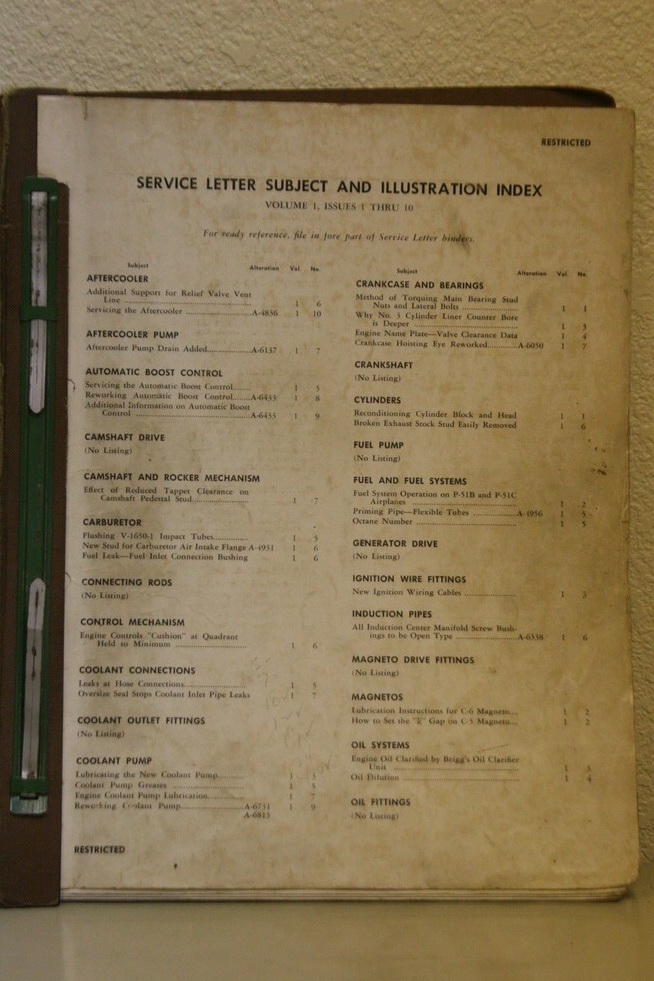 RESTRICTED
SERVICE LETTER SUBJECT AND ILLUSTRATION INDEX
VOLUME 1, ISSUES 1 THRU 10
For ready reference, file in fore part of Service Letter binders.
Subject Alteration Vol. No.
AFTERCOOLER
Additional Support for Relief Valve Vent
Line ........ 1 6
Servicing the Aftercooler ........ A-4836 1 10
AFTERCOOLER PUMP
Aftercooler Pump Drain Added........ A-6137 1 7
AUTOMATIC BOOST CONTROL
Servicing the Automatic Boost Control...... 1 5
Reworking Automatic Boost Control......A-6433 1 8
Additional Information on Automatic Boost
Control ........ A-6433 1 9
CAMSHAFT DRIVE
(No Listing)
CAMSHAFT AND ROCKER MECHANISM
Effect of Reduced Tappet Clearance on
Camshaft Pedestal Stud........ 1 7
CARBURETOR
Flushing V-1650-1 Impact Tubes........ 1 5
New Stud for Carburetor Air Intake Flange A-4931 1 6
Fuel Leak—Fuel Inlet Connection Bushing 1 6
CONNECTING RODS
(No Listing)
CONTROL MECHANISM
Engine Controls "Cushion" at Quadrant
Held to Minimum ........ 1 6
COOLANT CONNECTIONS
Leaks at Hose Connections........ 1 5
Oversize Seal Stops Coolant Inlet Pipe Leaks 1 7
COOLANT OUTLET FITTINGS
(No Listing)
COOLANT PUMP
Lubricating the New Coolant Pump........ 1 3
Coolant Pump Greases ........ 1 5
Engine Coolant Pump Lubrication........ 1 7
Reworking Coolant Pump........ A-6731 1 9
A-6813
RESTRICTED
Subject Alteration Vol. No.
CRANKCASE AND BEARINGS
Method of Torquing Main Bearing Stud
Nuts and Lateral Bolts ........ 1 1
Why No. 3 Cylinder Liner Counter Bore
is Deeper ........ 1 3
Engine Name Plate—Valve Clearance Data 1 4
Crankcase Hoisting Eye Reworked........A-6050 1 7
CRANKSHAFT
(No Listing)
CYLINDERS
Reconditioning Cylinder Block and Head 1 1
Broken Exhaust Stock Stud Easily Removed 1 6
FUEL PUMP
(No Listing)
FUEL AND FUEL SYSTEMS
Fuel System Operation on P-51B and P-51C
Airplanes ........ 1 2
Priming Pipe—Flexible Tubes ........ A-4956 1 5
Octane Number ........ 1 5
GENERATOR DRIVE
(No Listing)
IGNITION WIRE FITTINGS
New Ignition Wiring Cables ........ 1 3
INDUCTION PIPES
All Induction Center Manifold Screw Bush-
ings to be Open Type ........ A-6338 1 6
MAGNETO DRIVE FITTINGS
(No Listing)
MAGNETOS
Lubrication Instructions for C-6 Magneto.... 1 2
How to Set the "E" Gap on C-5 Magneto.... 1 2
OIL SYSTEMS
Engine Oil Clarified by Brigg's Oil Clarifier
Unit ........ 1 3
Oil Dilution ........ 1 4
OIL FITTINGS
(No Listing)